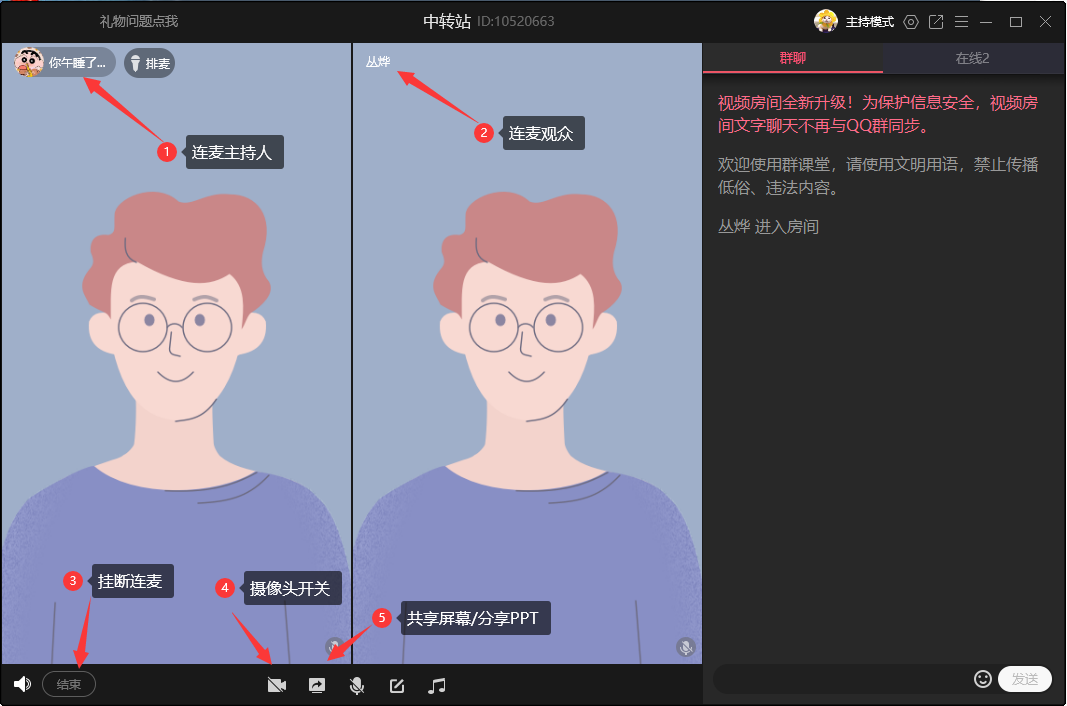 礼物问题点我
中转站 ID:10520663
主持模式
你午睡了...
排麦
丛烨
1 连麦主持人
2 连麦观众
3 挂断连麦
4 摄像头开关
5 共享屏幕/分享PPT
结束
群聊
在线2
视频房间全新升级！为保护信息安全，视频房
间文字聊天不再与QQ群同步。
欢迎使用群课堂，请使用文明用语，禁止传播
低俗、违法内容。
丛烨 进入房间
发送